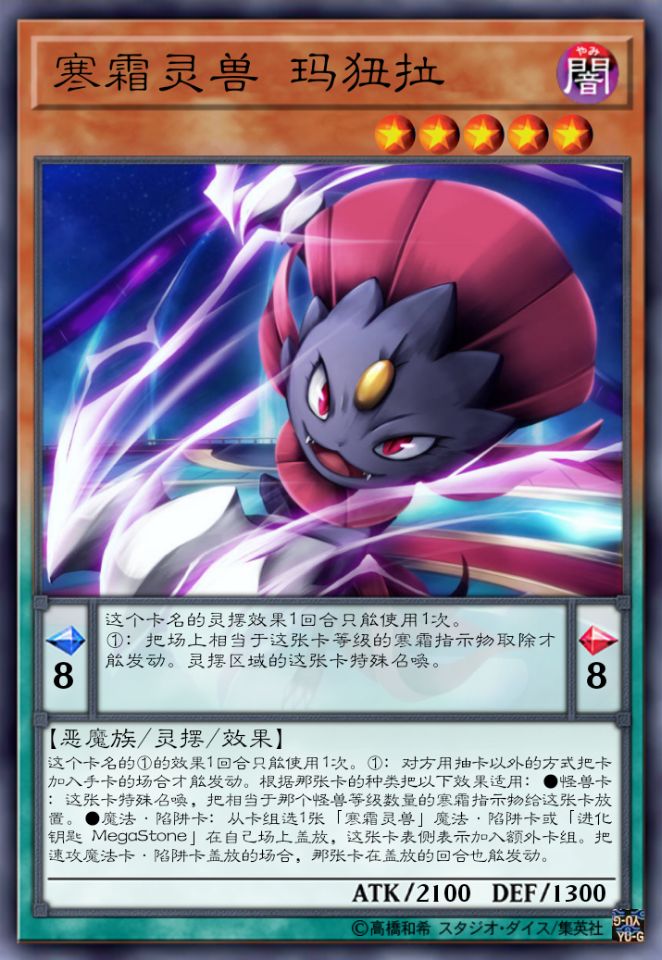 寒霜灵兽 玛狃拉
やみ
闇
这个卡名的灵摆效果1回合只能使用1次。
①：把场上相当于这张卡等级的寒霜指示物取除才
能发动。灵摆区域的这张卡特殊召唤。
8
8
【恶魔族/灵摆/效果】
这个卡名的①的效果1回合只能使用1次。①：对方用抽卡以外的方式把卡
加入手卡的场合才能发动。根据那张卡的种类把以下效果适用：●怪兽卡
：这张卡特殊召唤，把相当于那个怪兽等级数量的寒霜指示物给这张卡放
置。●魔法·陷阱卡：从卡组选1张「寒霜灵兽」魔法·陷阱卡或「进化
钥匙 MegaStone」在自己场上盖放，这张卡表侧表示加入额外卡组。把
速攻魔法卡·陷阱卡盖放的场合，那张卡在盖放的回合也能发动。
ATK/2100 DEF/1300
©高橋和希 スタジオ·ダイス/集英社